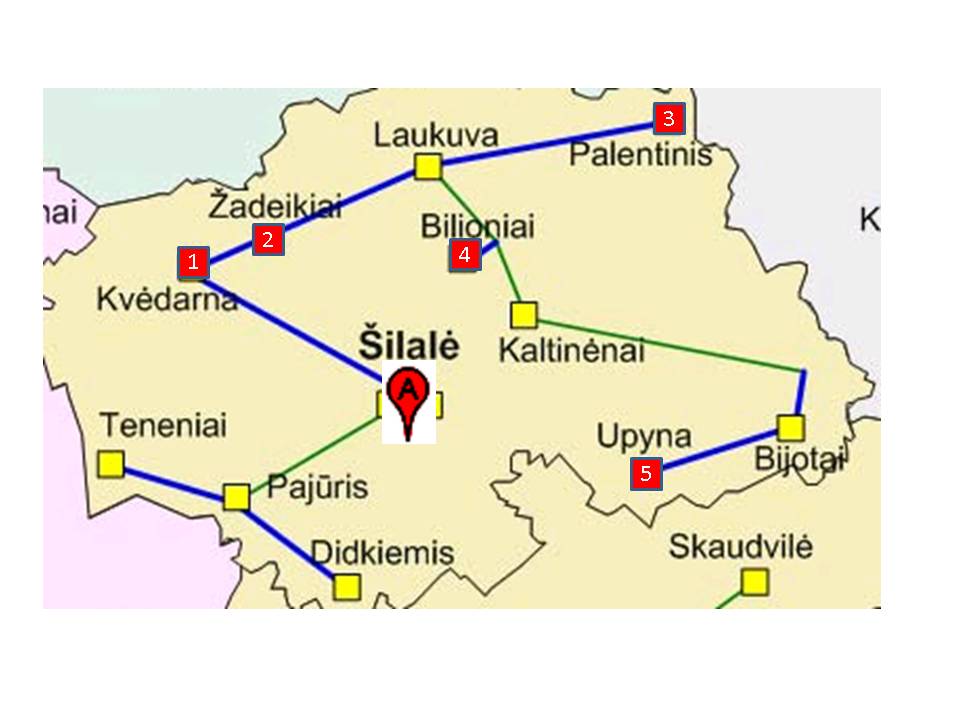 3
Laukuva
Palentinis
Žadeikiai
nai
K
Bilioniai
2
4
1
Kvėdarna
Šilalė
Kaltinėnai
A
Teneniai
Upyna
Bijotai
5
Pajūris
Didkiemis
Skaudvilė